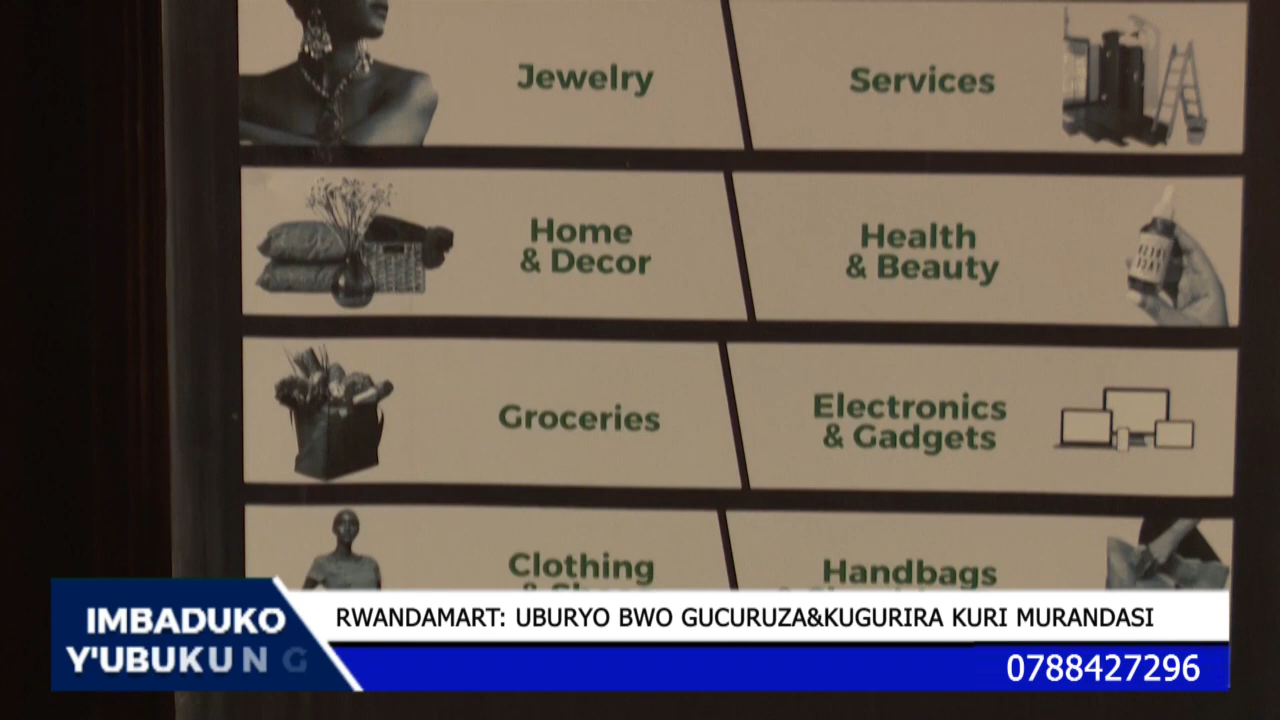 Jewelry
Services
Home
& Decor
Health
& Beauty
Groceries
Electronics
& Gadgets
Clothing
Handbags
IMBADUKO
Y'UBUKUNG
RWANDAMART: UBURYO BWO GUCURUZA&KUGURIRA KURI MURANDASI
0788427296